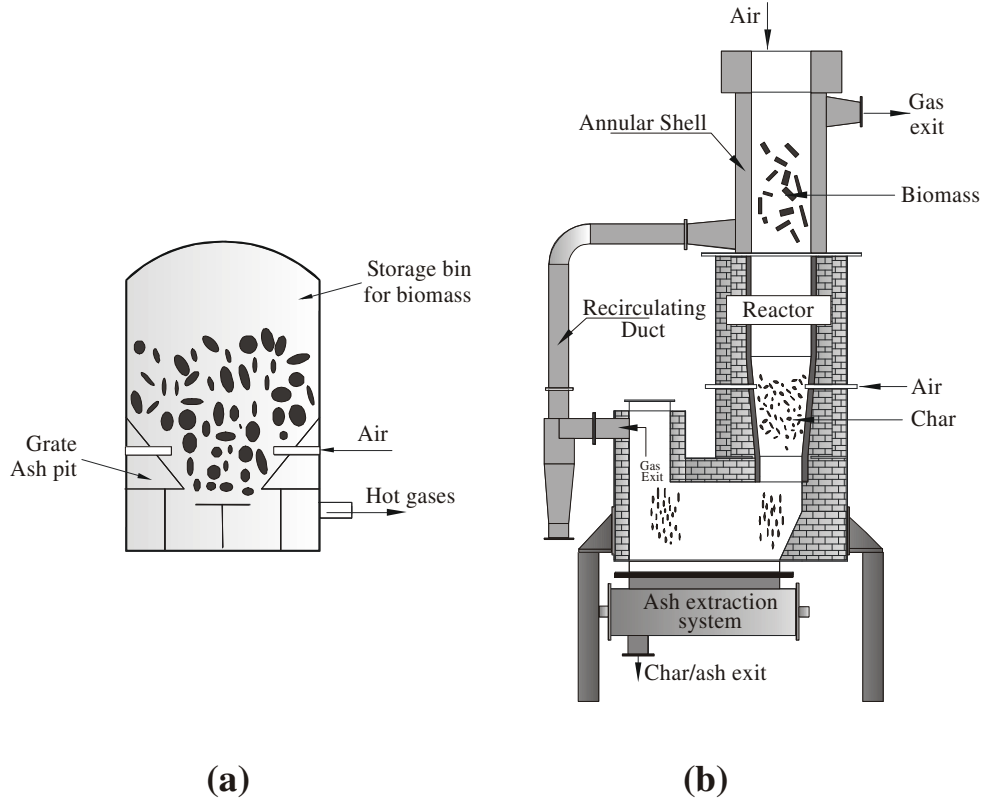 Storage bin
for biomass
Grate
Ash pit
Air
Hot gases
(a)
Air
Gas
exit
Annular Shell
Biomass
Recirculating
Duct
Reactor
Air
Char
Gas
Exit
Ash extraction
system
Char/ash exit
(b)